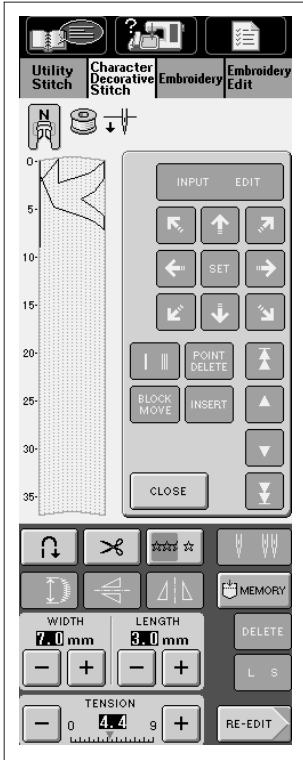 ?
Utility
Stitch
Character
Decorative
Stitch
Embroidery
Embroidery
Edit
N
0-
5-
10-
15-
20-
25-
30-
35-
INPUT EDIT
SET
POINT
DELETE
BLOCK
MOVE
INSERT
CLOSE
MEMORY
WIDTH
7.0 mm
LENGTH
3.0 mm
DELETE
L S
− +
− +
TENSION
− 0 4.4 9 +
RE-EDIT